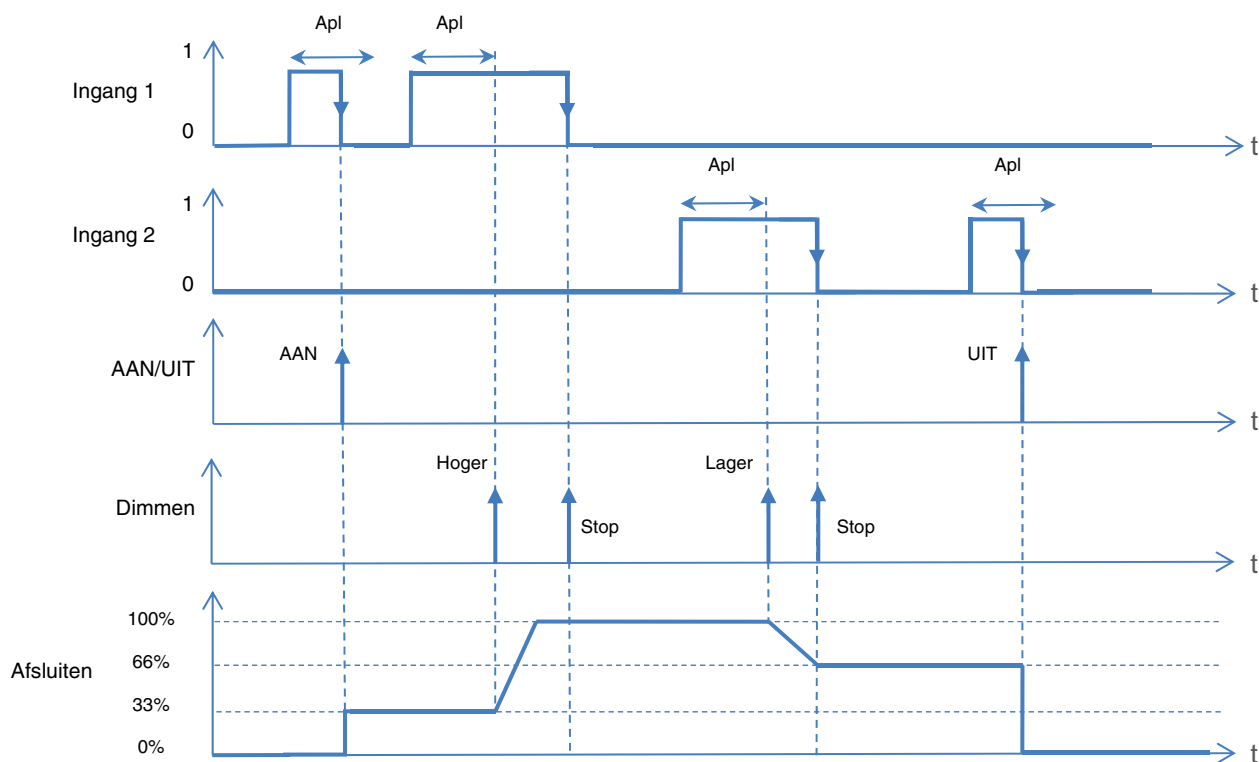 Apl Apl
1
Ingang 1
0
t
Apl Apl
1
Ingang 2
0
t
AAN UIT
AAN/UIT
t
Hoger Lager
Dimmen
Stop Stop
t
100%
66%
Afsluiten
33%
0%
t